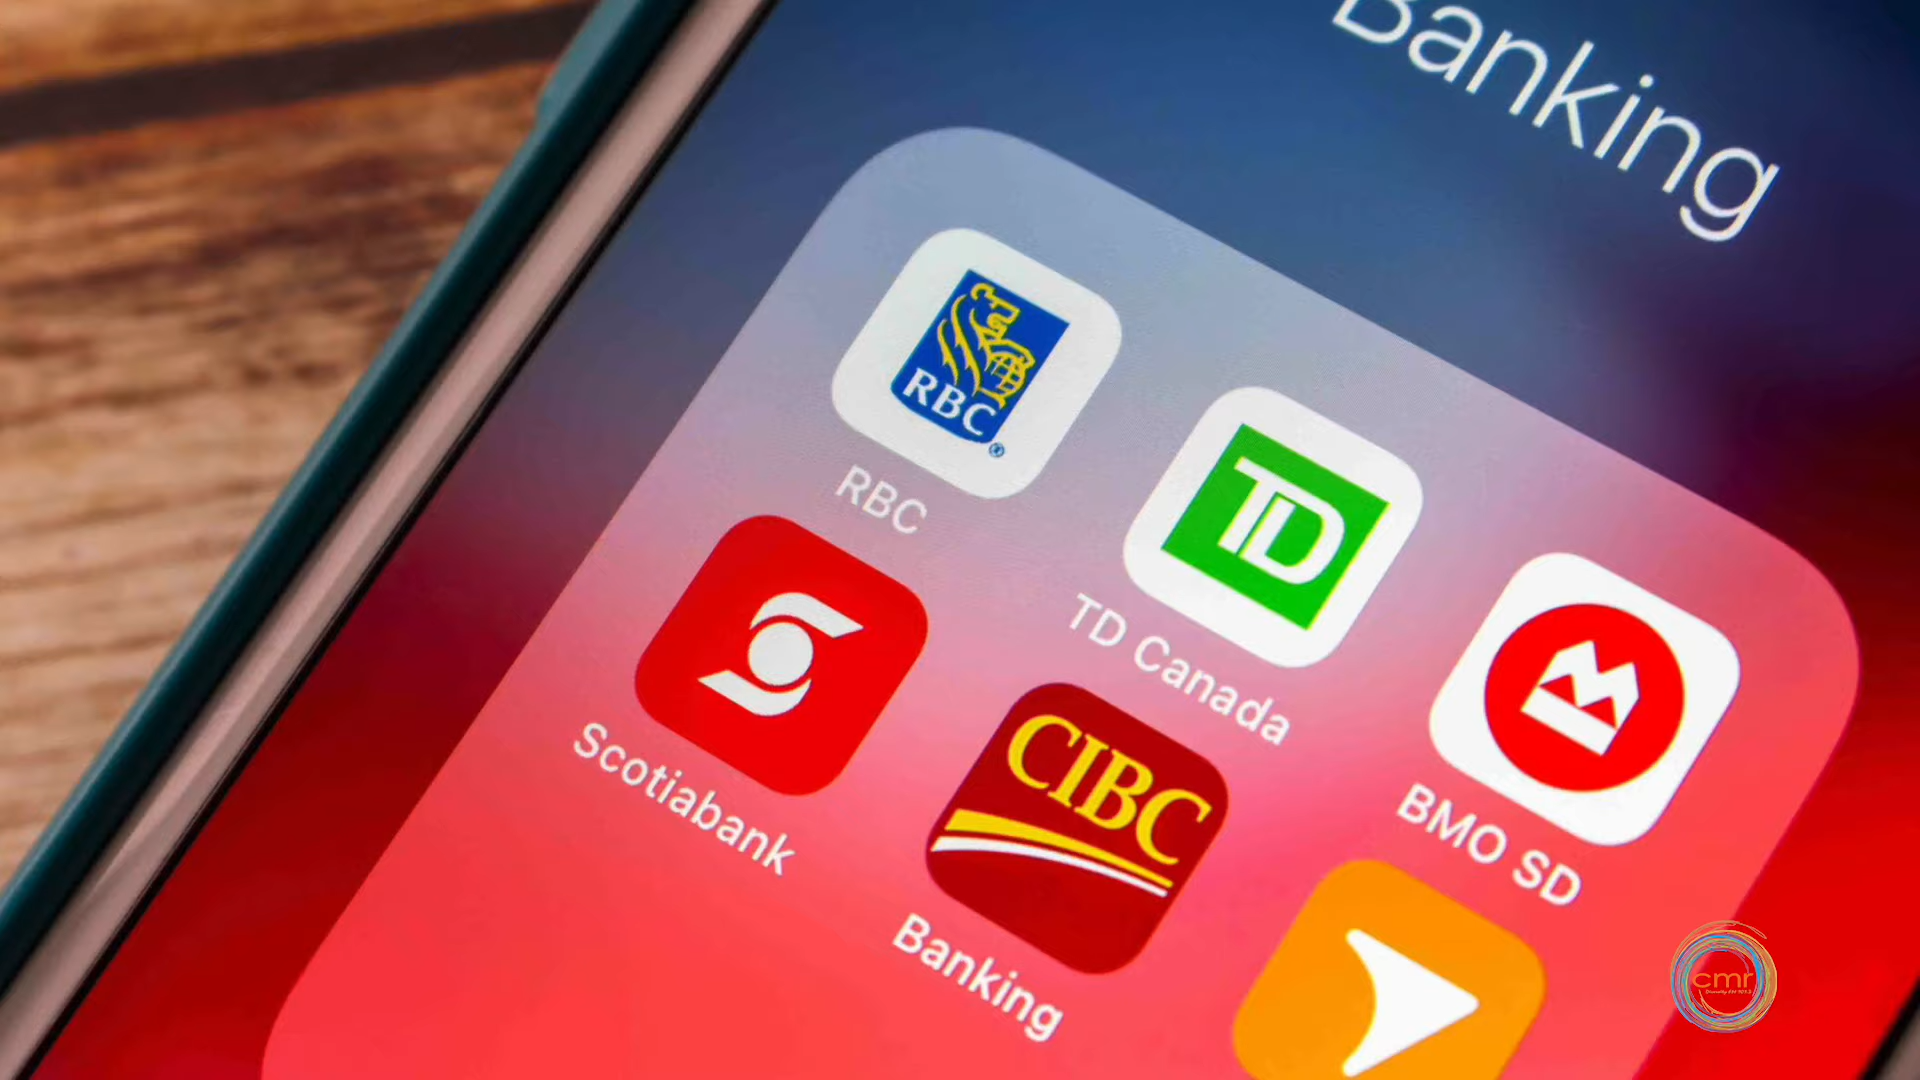 Banking
RBC
RBC
TD
TD Canada
BMO SD
Scotiabank
CIBC
Banking
cmr